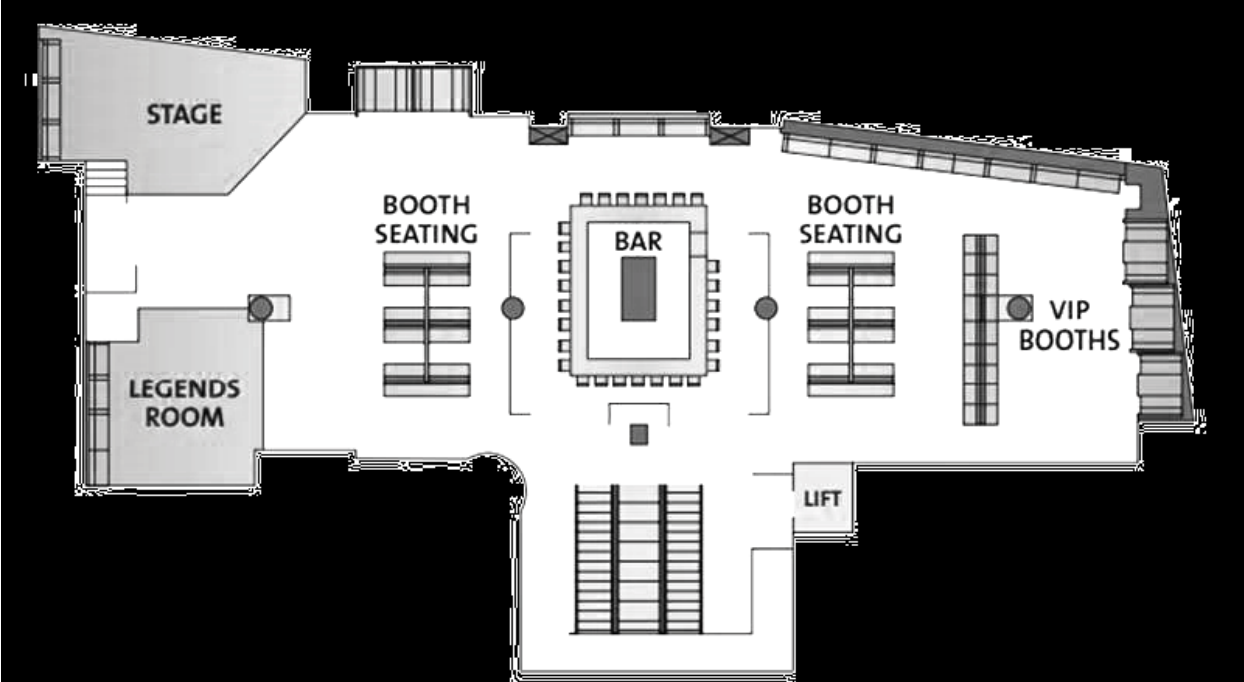 STAGE
BOOTH
SEATING
BAR
BOOTH
SEATING
VIP
BOOTHS
LEGENDS
ROOM
LIFT